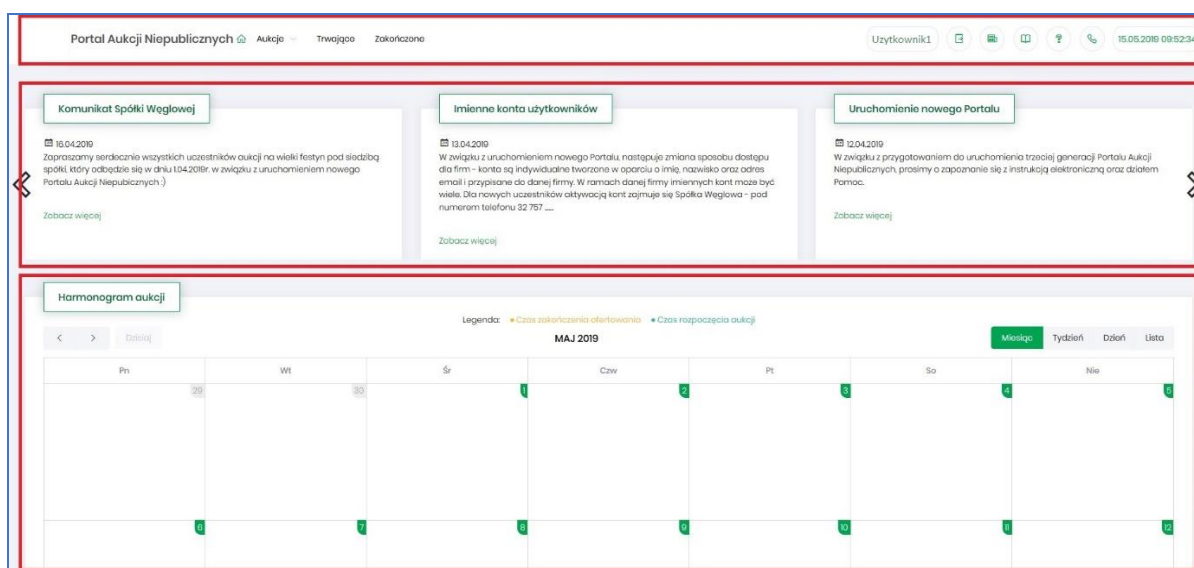 Portal Aukcji Niepublicznych Aukcje Trwające Zakończone Uzytkownik1 15.05.2019 09:52:34
Komunikat Spółki Węglowej
16.04.2019
Zapraszamy serdecznie wszystkich uczestników aukcji na wielki festyn pod siedzibą
spółki, który odbędzie się w dniu 1.04.2019r. w związku z uruchamieniem nowego
Portalu Aukcji Niepubicznych :)
Zobacz więcej
Imienne konta użytkowników
13.04.2019
W związku z uruchomieniem nowego Portalu, następuje zmiana sposobu dostępu
dla firm - konta są indywidualne tworzone w oparciu o imię, nazwisko oraz adres
email i przypisane do danej firmy. W ramach danej firmy imiennych kont może być
wiele. Dla nowych uczestników aktywacją kont zajmuje się Spółka Węglowa - pod
numerem telefonu 32 757 ....
Zobacz więcej
Uruchomienie nowego Portalu
12.04.2019
W związku z przygotowaniem do uruchomienia trzeciej generacji Portalu Aukcji
Niepublicznych, prosimy o zapoznanie się z instrukcją elektroniczną oraz działem
Pomoc.
Zobacz więcej
Harmonogram aukcji
Legenda: • Czas zakończenia ofertowania • Czas rozpoczęcia aukcji
Dzisiaj MAJ 2019 Miesiąc Tydzień Dzień Lista
Pn Wt Śr Czw Pt So Nie
29 30 1 2 3 4 5
6 7 8 9 10 11 12